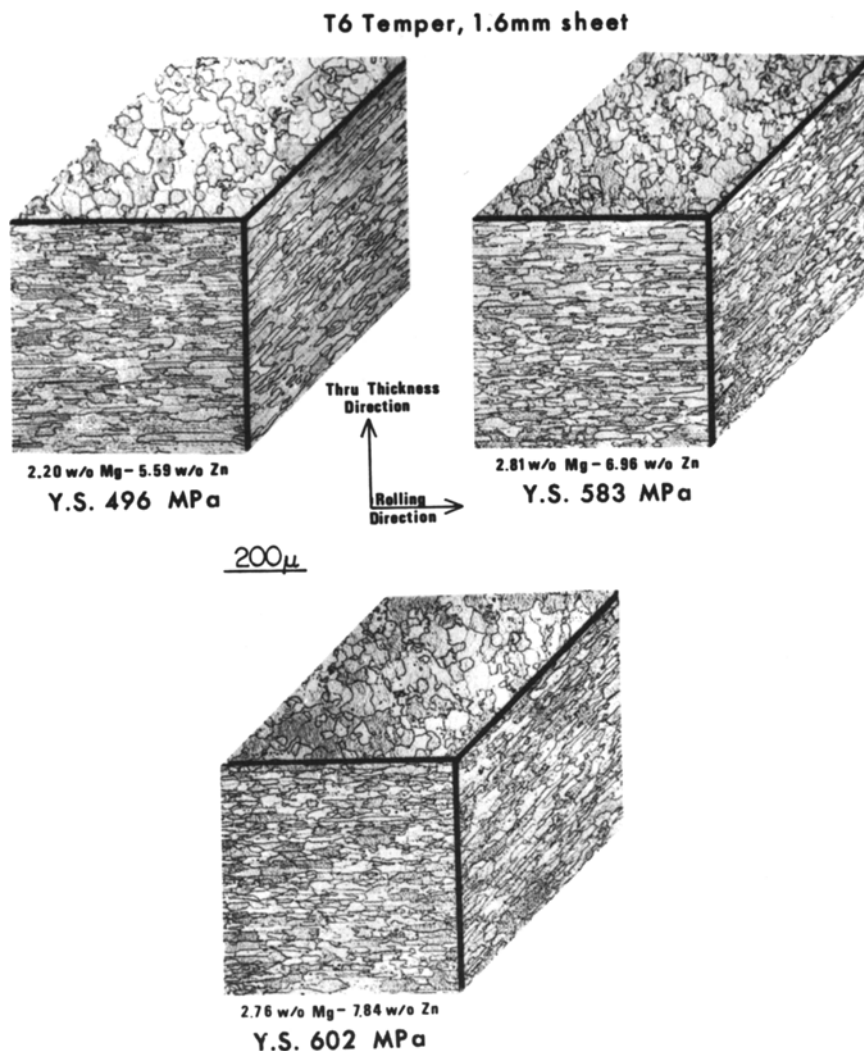 T6 Temper, 1.6mm sheet
2.20 w/o Mg – 5.59 w/o Zn
Y.S. 496 MPa
Thru Thickness
Direction
Rolling
Direction
2.81 w/o Mg – 6.96 w/o Zn
Y.S. 583 MPa
200μ
2.76 w/o Mg – 7.84 w/o Zn
Y.S. 602 MPa